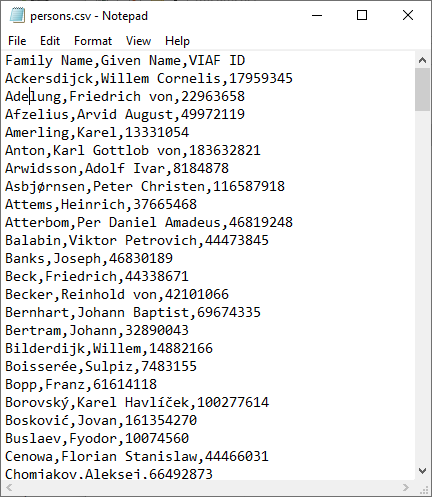 persons.csv - Notepad
File Edit Format View Help
Family Name,Given Name,VIAF ID
Ackersdijck,Willem Cornelis,17959345
Adelung,Friedrich von,22963658
Afzelius,Arvid August,49972119
Amerling,Karel,13331054
Anton,Karl Gottlob von,183632821
Arwidsson,Adolf Ivar,8184878
Asbjørnsen,Peter Christen,116587918
Attems,Heinrich,37665468
Atterbom,Per Daniel Amadeus,46819248
Balabin,Viktor Petrovich,44473845
Banks,Joseph,46830189
Beck,Friedrich,44338671
Becker,Reinhold von,42101066
Bernhart,Johann Baptist,69674335
Bertram,Johann,32890043
Bilderdijk,Willem,14882166
Boisserée,Sulpiz,7483155
Bopp,Franz,61614118
Borovský,Karel Havlíček,100277614
Bosković,Jovan,161354270
Buslaev,Fyodor,10074560
Cenowa,Florian Stanislaw,44466031
Chomjakov,Aleksej,66492873